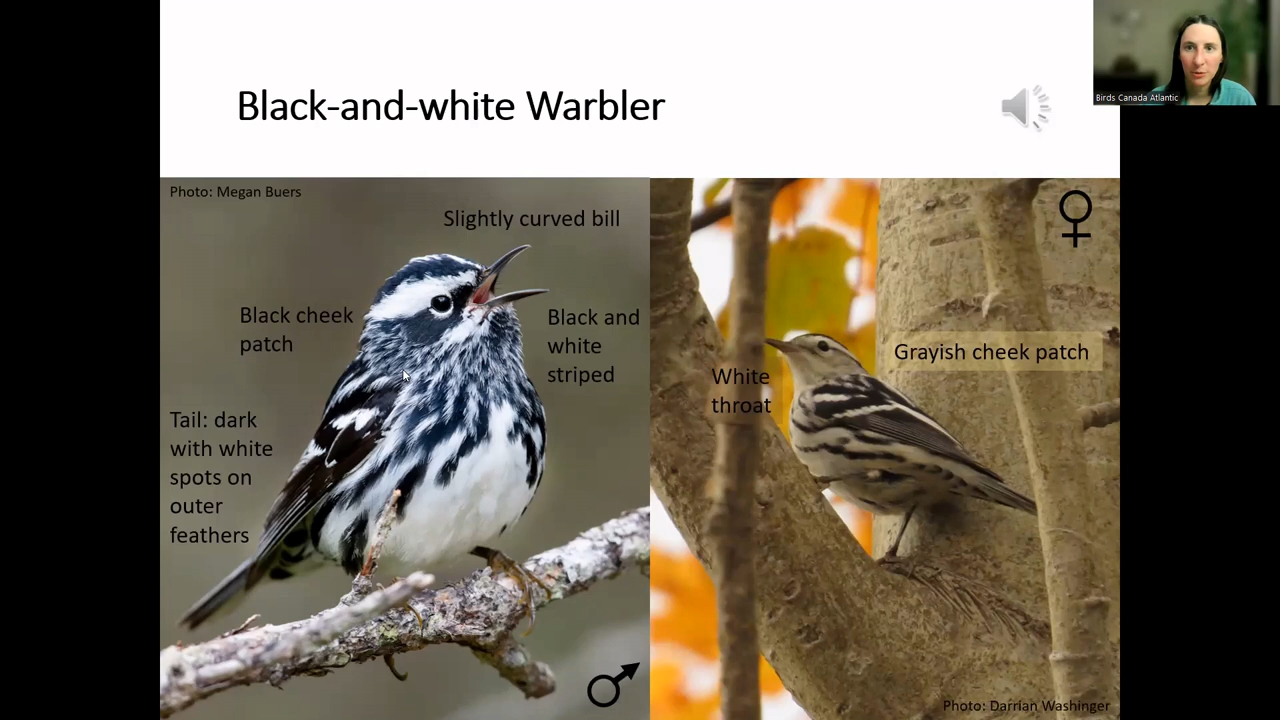 Black-and-white Warbler
Birds Canada Atlantic
Photo: Megan Buers
Slightly curved bill
Black cheek
patch
Black and
white
striped
Tail: dark
with white
spots on
outer
feathers
Grayish cheek patch
White
throat
Photo: Darrian Washinger